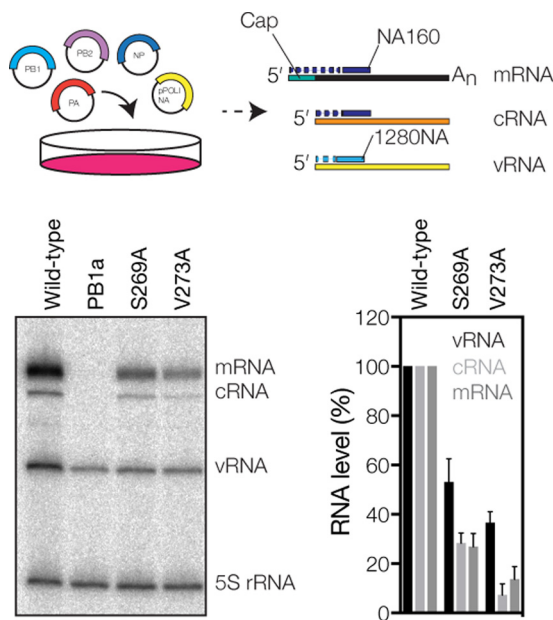 PB1
PB2
NP
PA
pPOLI
NA
Cap
NA160
5′
An
mRNA
5′
cRNA
1280NA
5′
vRNA
Wild-type
PB1a
S269A
V273A
mRNA
cRNA
vRNA
5S rRNA
Wild-type
S269A
V273A
RNA level (%)
120
100
80
60
40
20
0
vRNA
cRNA
mRNA